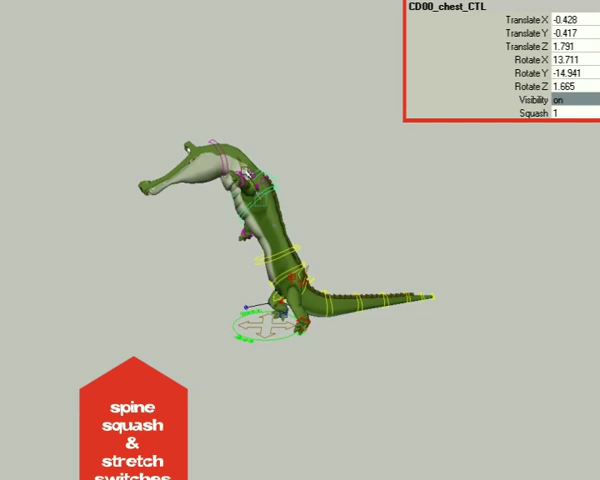 CD00_chest_CTL
Translate X -0.428
Translate Y -0.417
Translate Z 1.791
Rotate X 13.711
Rotate Y -14.941
Rotate Z 1.665
Visibility on
Squash 1
spine
squash
&
stretch
switches